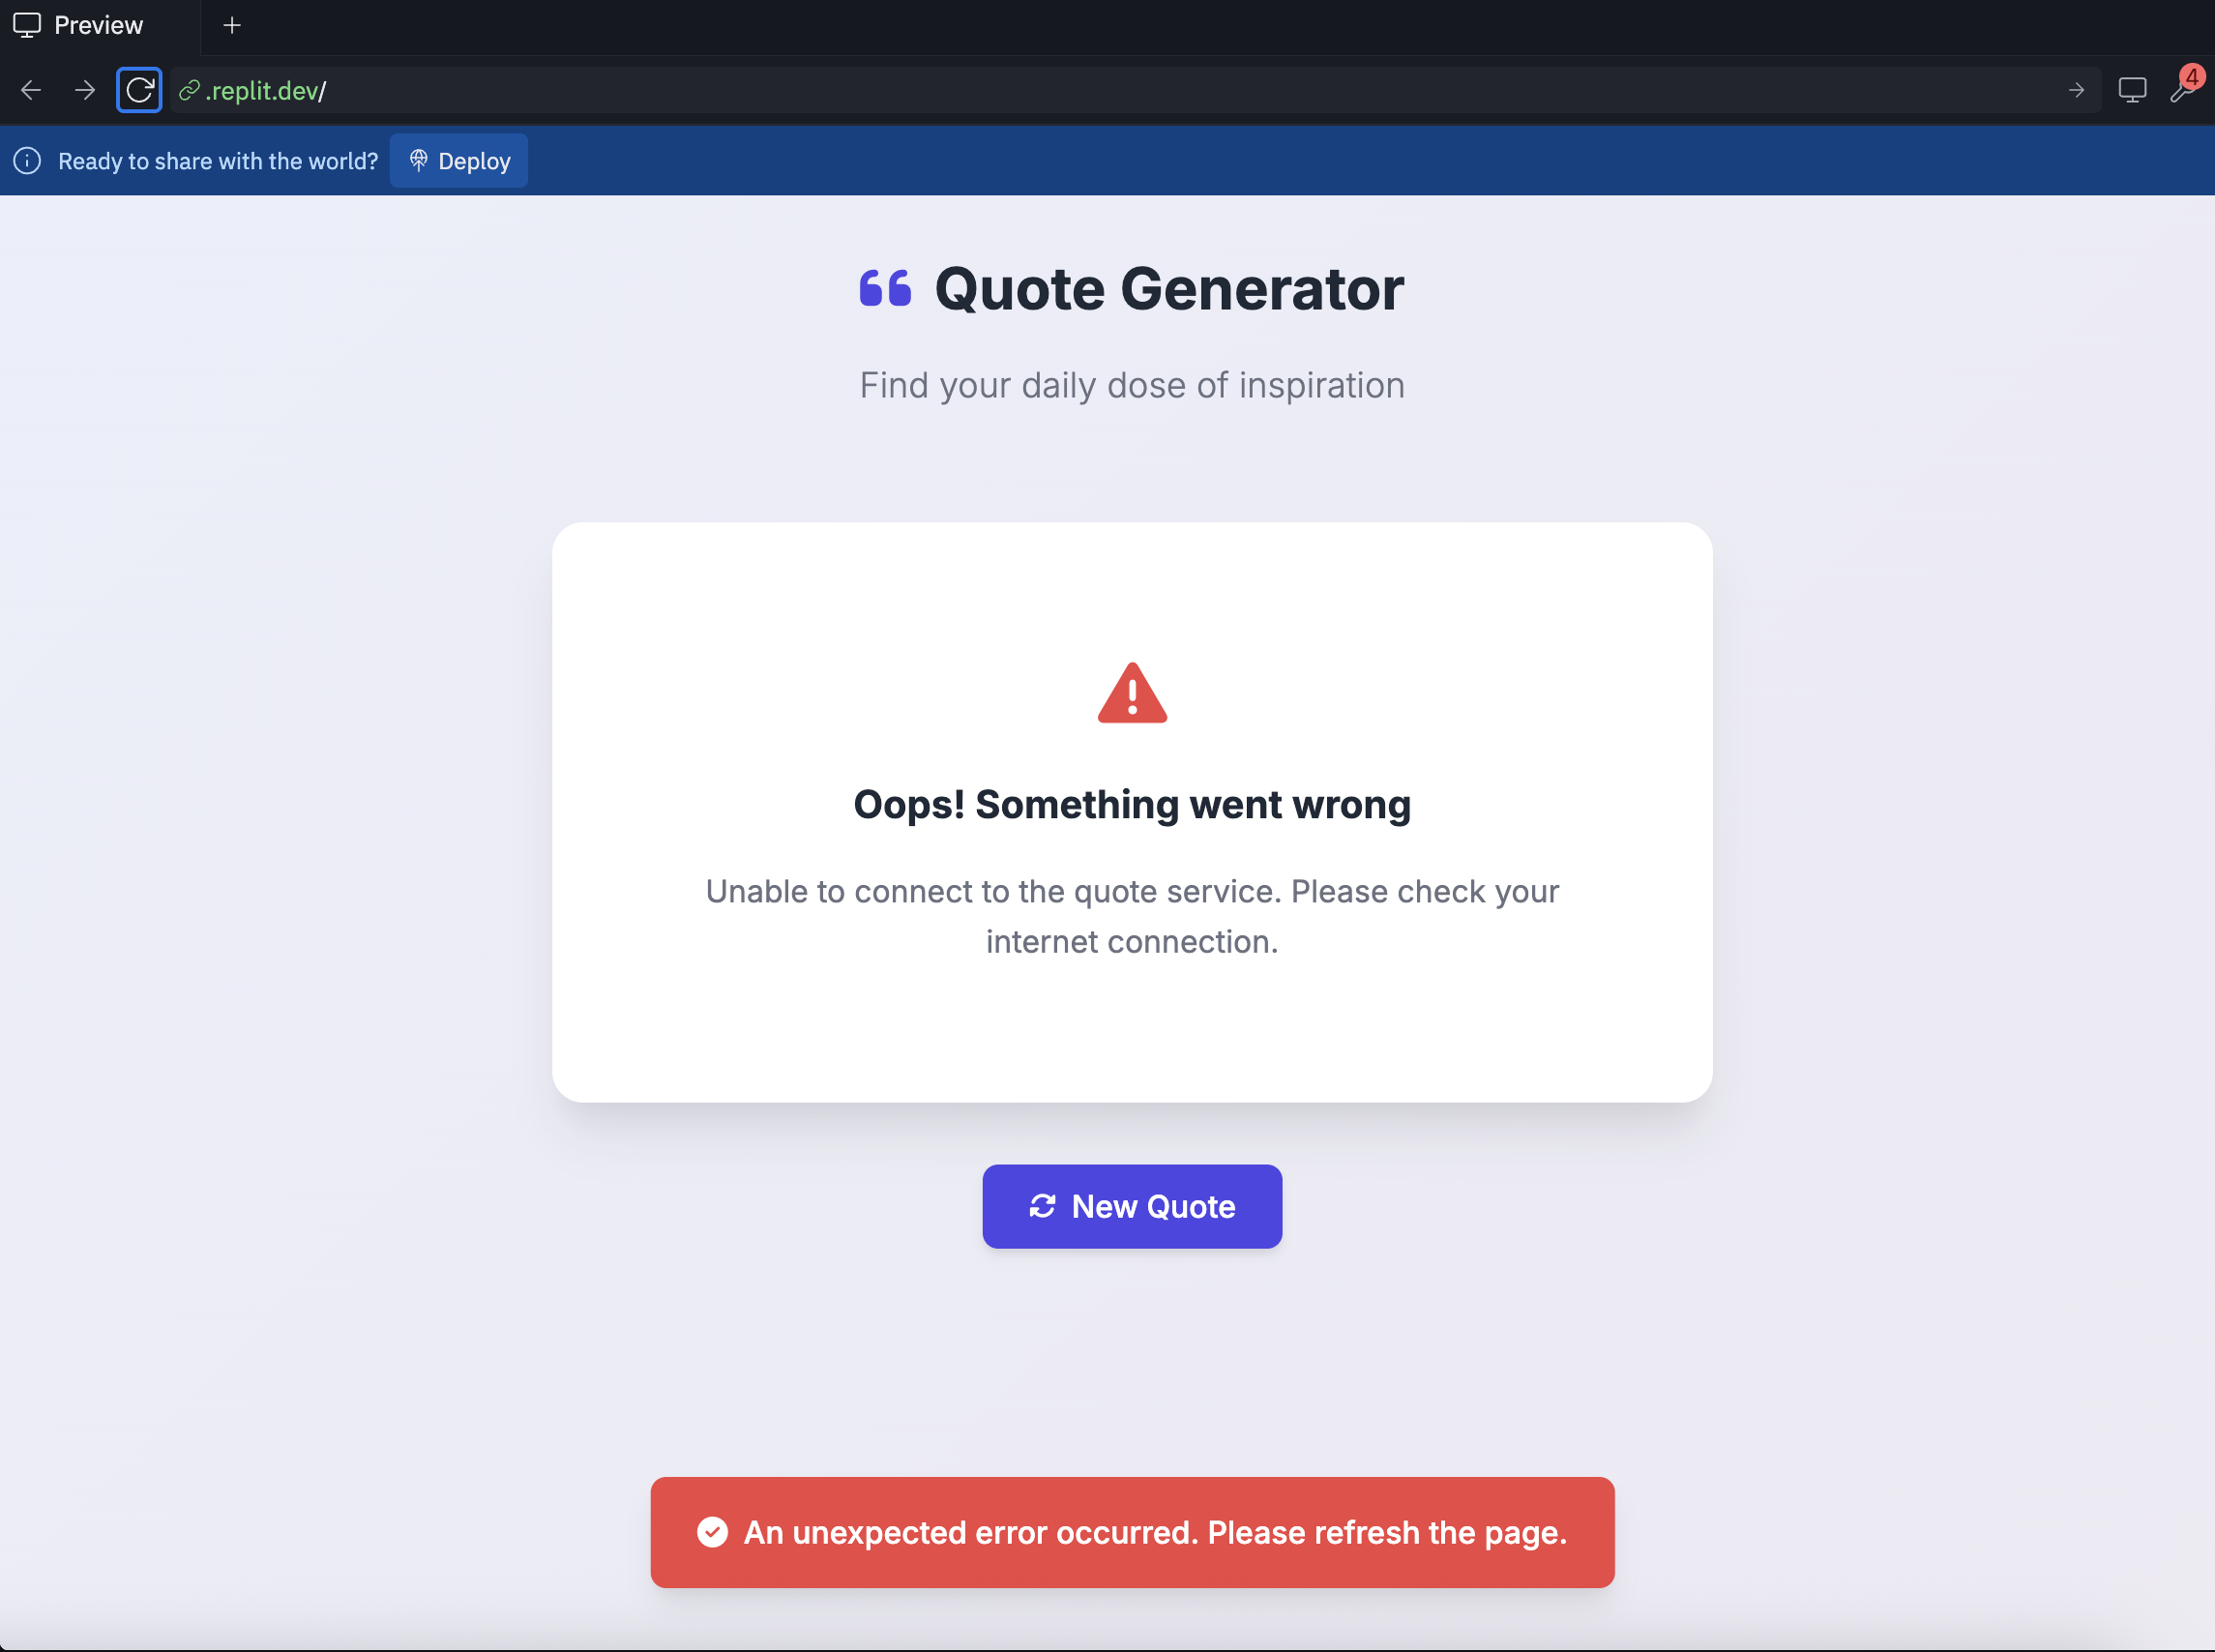 Preview
.replit.dev/
4
Ready to share with the world?
Deploy
Quote Generator
Find your daily dose of inspiration
Oops! Something went wrong
Unable to connect to the quote service. Please check your
internet connection.
New Quote
An unexpected error occurred. Please refresh the page.